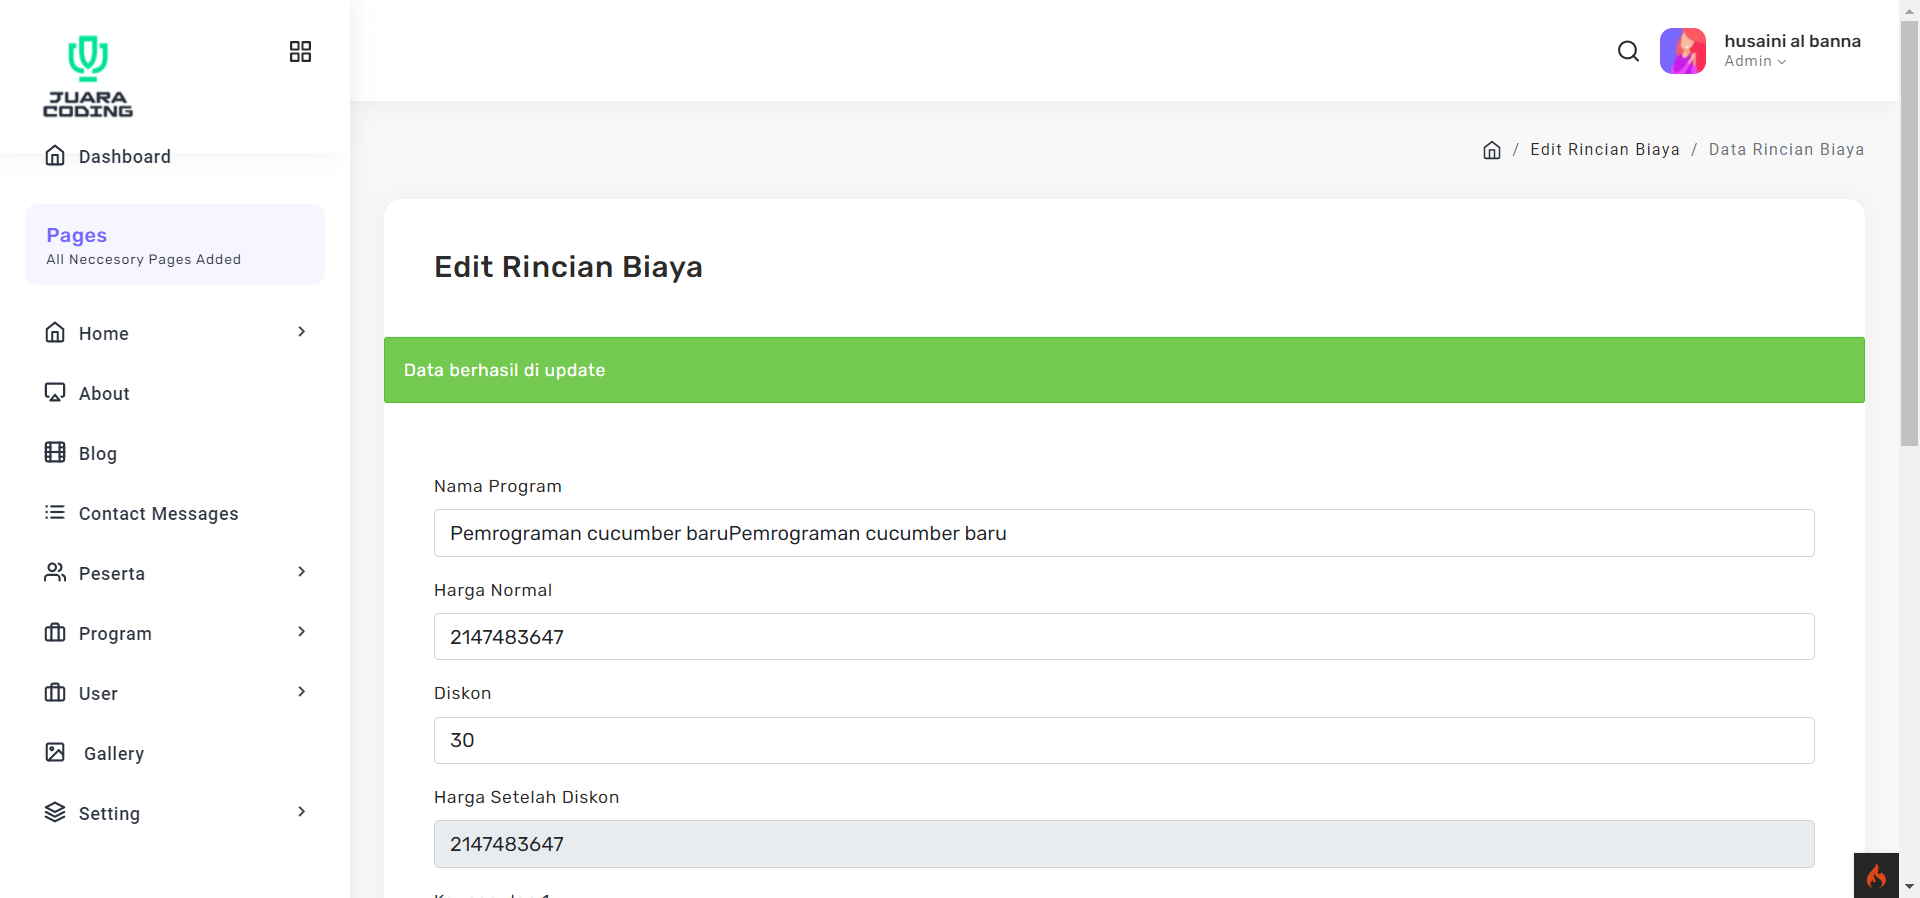 JUARA
CODING
Dashboard
Pages
All Neccesory Pages Added
Home
About
Blog
Contact Messages
Peserta
Program
User
Gallery
Setting
husaini al banna
Admin
/ Edit Rincian Biaya / Data Rincian Biaya
Edit Rincian Biaya
Data berhasil di update
Nama Program
Pemrograman cucumber baruPemrograman cucumber baru
Harga Normal
2147483647
Diskon
30
Harga Setelah Diskon
2147483647